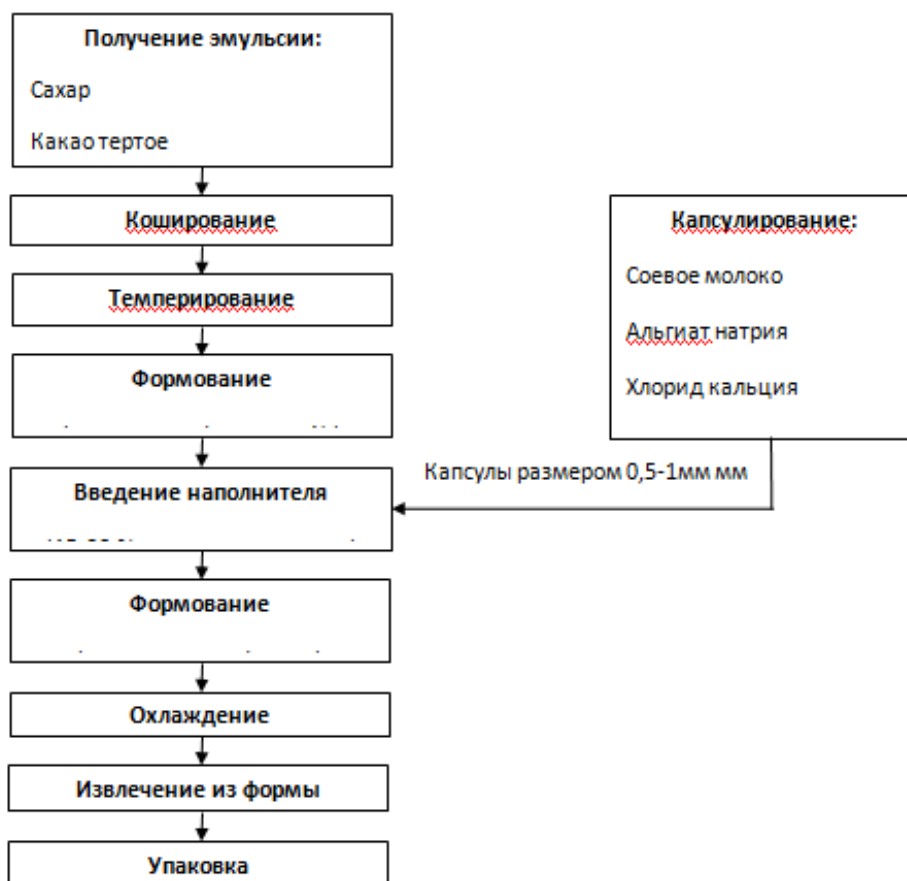 Получение эмульсии:
Сахар
Какао тертое
Коширование
Темперирование
Формование
Введение наполнителя
Формование
Охлаждение
Извлечение из формы
Упаковка
Капсулирование:
Соевое молоко
Альгиат натрия
Хлорид кальция
Капсулы размером 0,5-1мм мм